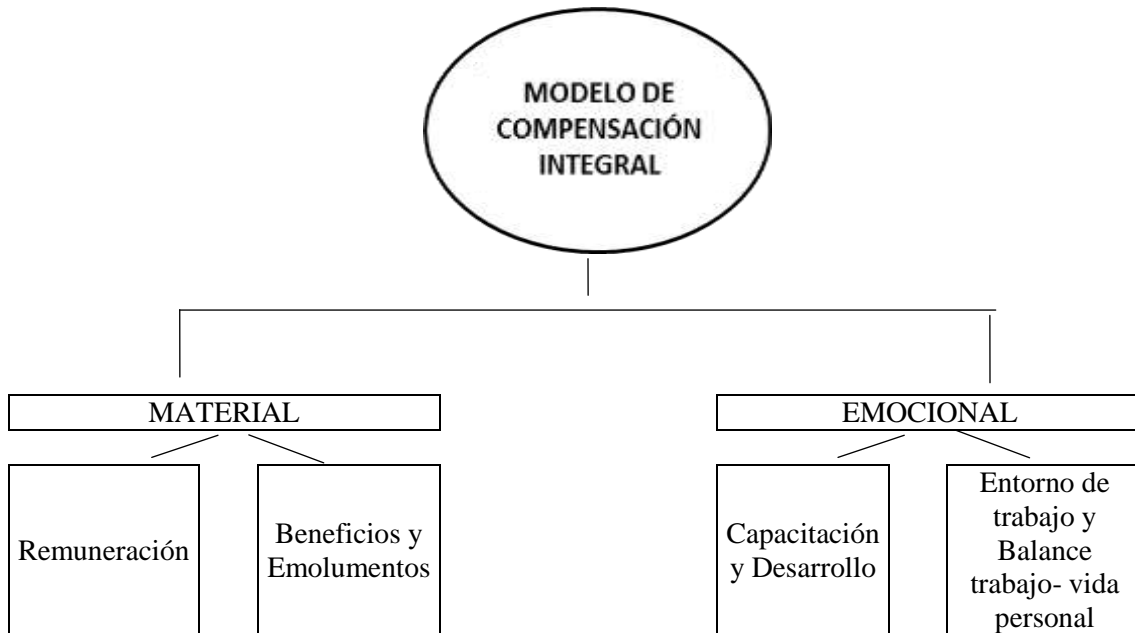 MODELO DE
COMPENSACIÓN
INTEGRAL
MATERIAL
EMOCIONAL
Remuneración
Beneficios y
Emolumentos
Capacitación
y Desarrollo
Entorno de
trabajo y
Balance
trabajo- vida
personal